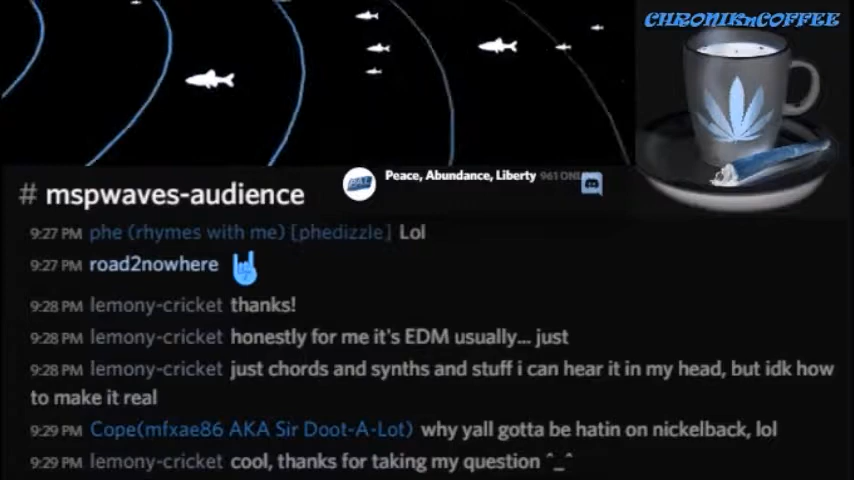 CHRONIKnCOFFEE
# mspwaves-audience
PAL
Peace, Abundance, Liberty 961 ONL
9:27 PM phe (rhymes with me) [phedizzle] Lol
9:27 PM road2nowhere
9:28 PM lemony-cricket thanks!
9:28 PM lemony-cricket honestly for me it's EDM usually... just
9:28 PM lemony-cricket just chords and synths and stuff i can hear it in my head, but idk how
to make it real
9:29 PM Cope(mfxae86 AKA Sir Doot-A-Lot) why yall gotta be hatin on nickelback, lol
9:29 PM lemony-cricket cool, thanks for taking my question ^_^